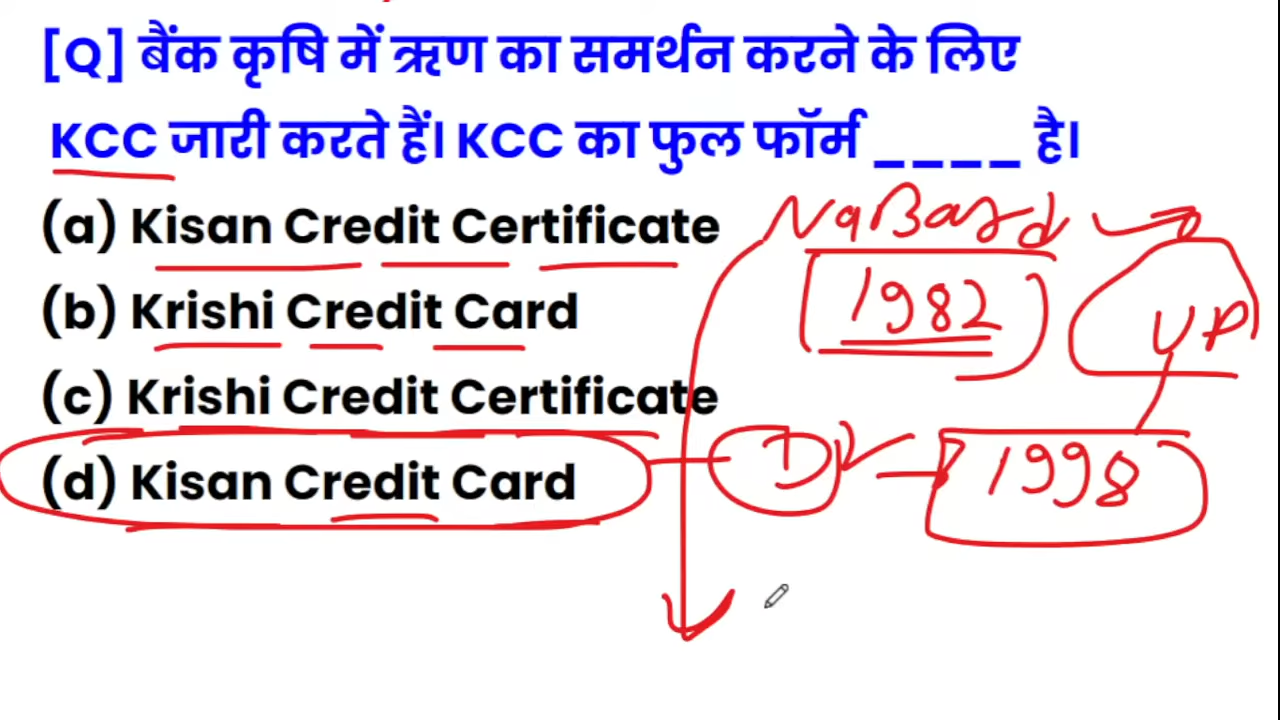 [Q] बैंक कृषि में ऋण का समर्थन करने के लिए
KCC जारी करते हैं। KCC का फुल फॉर्म ____ है।
(a) Kisan Credit Certificate
(b) Krishi Credit Card
(c) Krishi Credit Certificate
(d) Kisan Credit Card
NaBard
1982
UP
D
1998